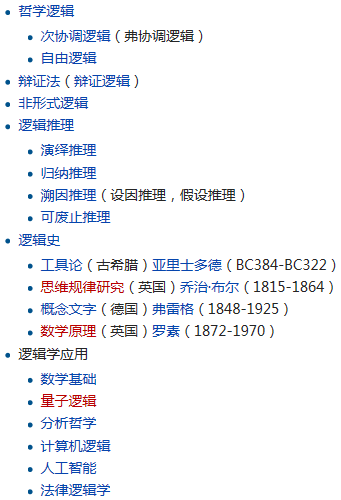 哲学逻辑
次协调逻辑（弗协调逻辑）
自由逻辑
辩证法（辩证逻辑）
非形式逻辑
逻辑推理
演绎推理
归纳推理
溯因推理（设因推理，假设推理）
可废止推理
逻辑史
工具论（古希腊）亚里士多德（BC384-BC322）
思维规律研究（英国）乔治·布尔（1815-1864）
概念文字（德国）弗雷格（1848-1925）
数学原理（英国）罗素（1872-1970）
逻辑学应用
数学基础
量子逻辑
分析哲学
计算机逻辑
人工智能
法律逻辑学